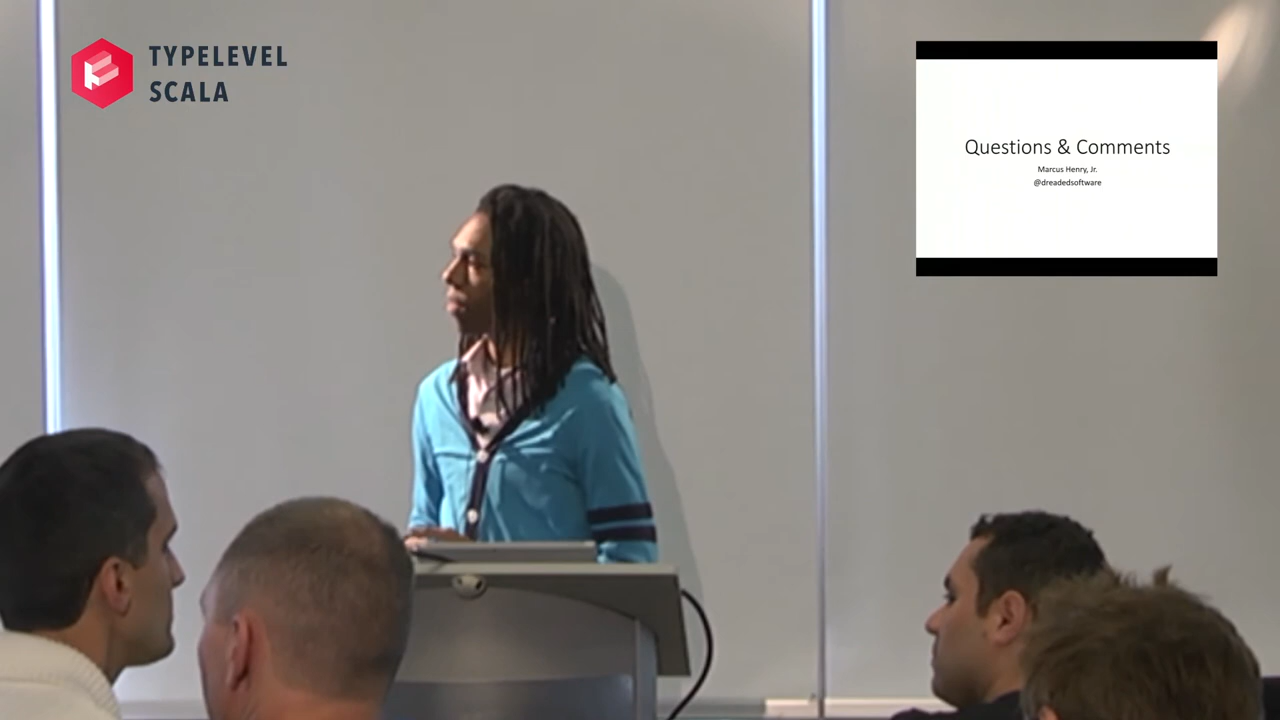 TYPELEVEL
SCALA
Questions & Comments
Marcus Henry, Jr.
@dreadedsoftware